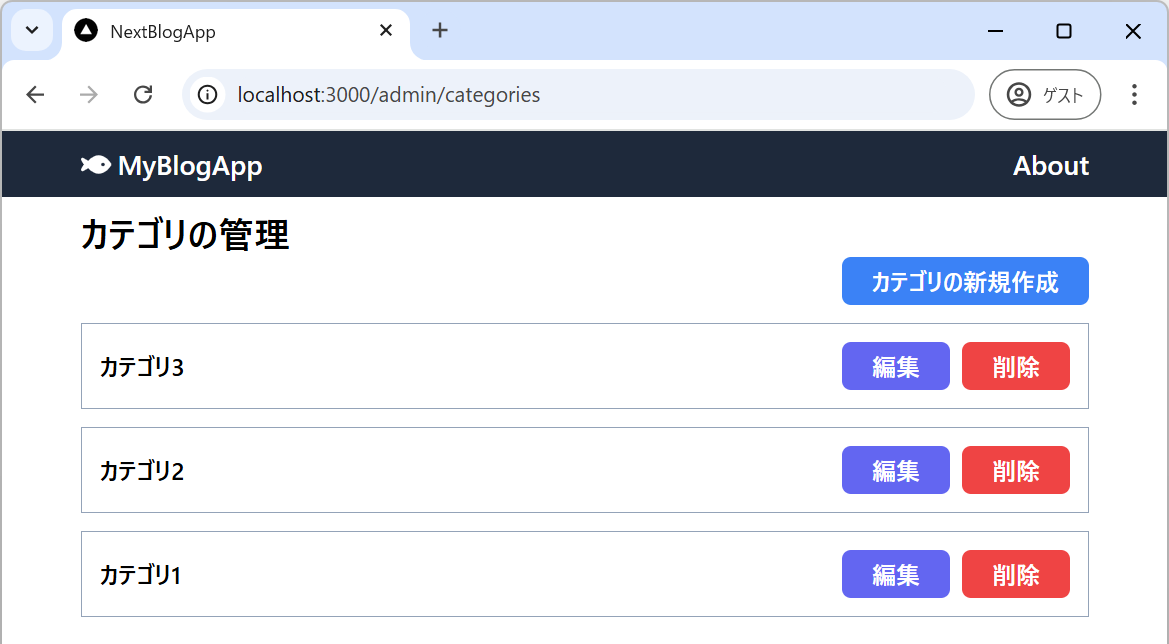 NextBlogApp
localhost:3000/admin/categories
ゲスト
MyBlogApp
About
カテゴリの管理
カテゴリの新規作成
カテゴリ3
編集
削除
カテゴリ2
編集
削除
カテゴリ1
編集
削除